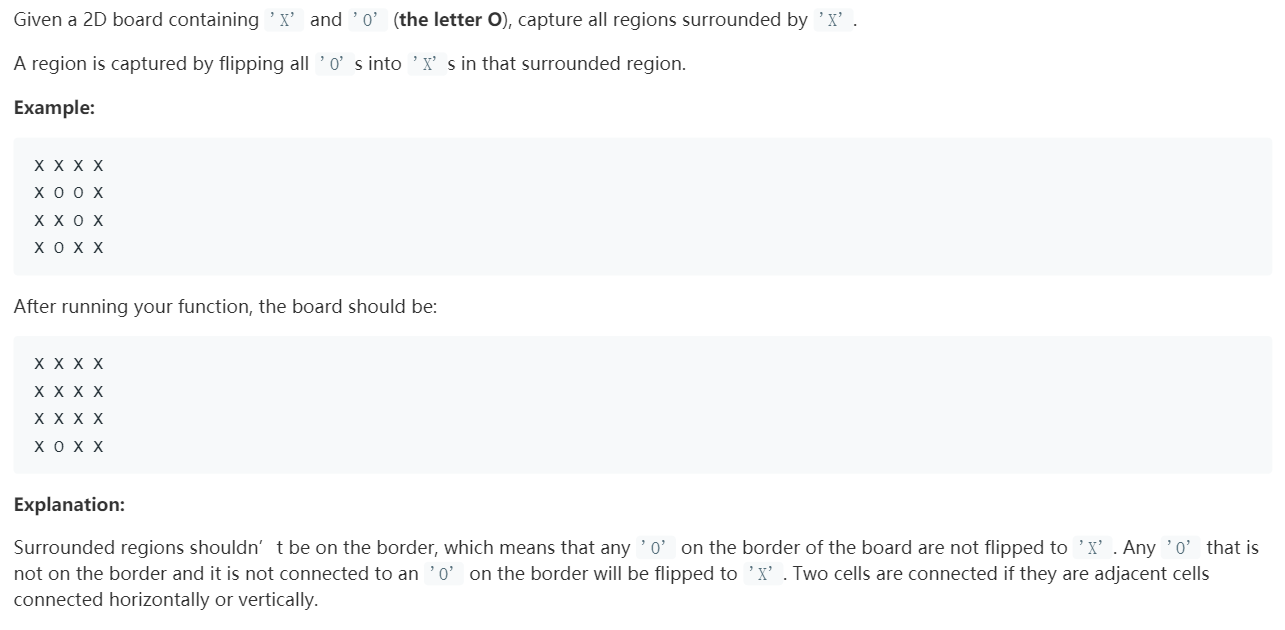 Given a 2D board containing 'X' and 'O' (the letter O), capture all regions surrounded by 'X'.
A region is captured by flipping all 'O' s into 'X' s in that surrounded region.
Example:
X X X X
X O O X
X X O X
X O X X
After running your function, the board should be:
X X X X
X X X X
X X X X
X O X X
Explanation:
Surrounded regions shouldn't be on the border, which means that any 'O' on the border of the board are not flipped to 'X'. Any 'O' that is
not on the border and it is not connected to an 'O' on the border will be flipped to 'X'. Two cells are connected if they are adjacent cells
connected horizontally or vertically.